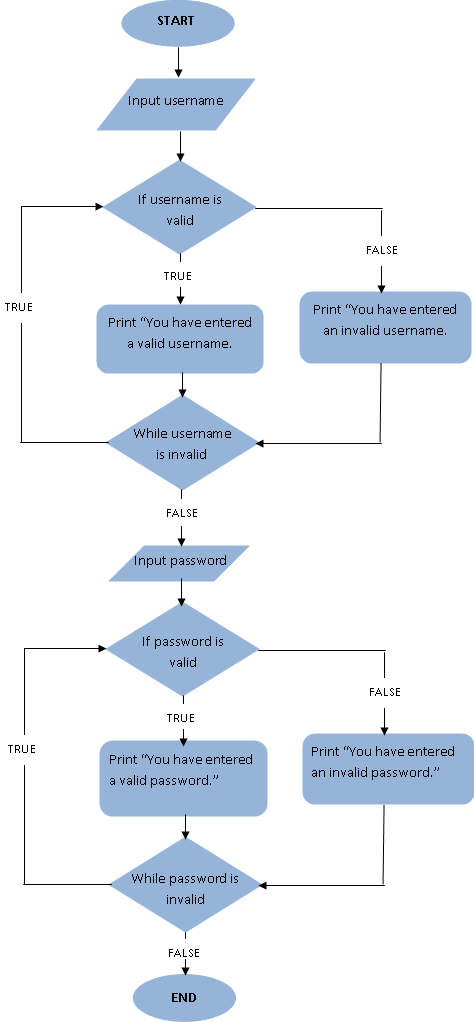 START
Input username
If username is
valid
FALSE
TRUE
TRUE
Print “You have entered
a valid username.
Print “You have entered
an invalid username.
While username
is invalid
FALSE
Input password
If password is
valid
FALSE
TRUE
TRUE
Print “You have entered
a valid password.”
Print “You have entered
an invalid password.”
While password is
invalid
FALSE
END